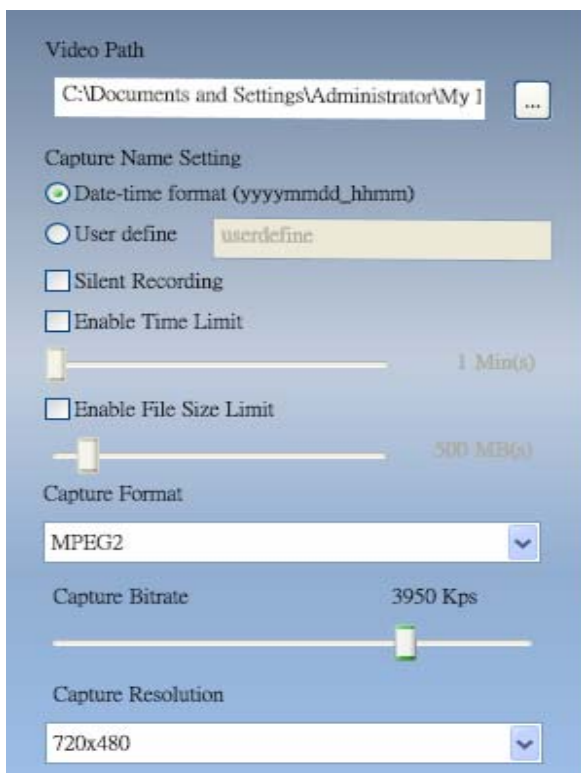 Video Path
C:\Documents and Settings\Administrator\My
...
Capture Name Setting
Date-time format (yyyymmdd_hhmm)
User define
userdefine
Silent Recording
Enable Time Limit
1 Min(s)
Enable File Size Limit
500 MB(s)
Capture Format
MPEG2
Capture Bitrate 3950 Kps
Capture Resolution
720x480